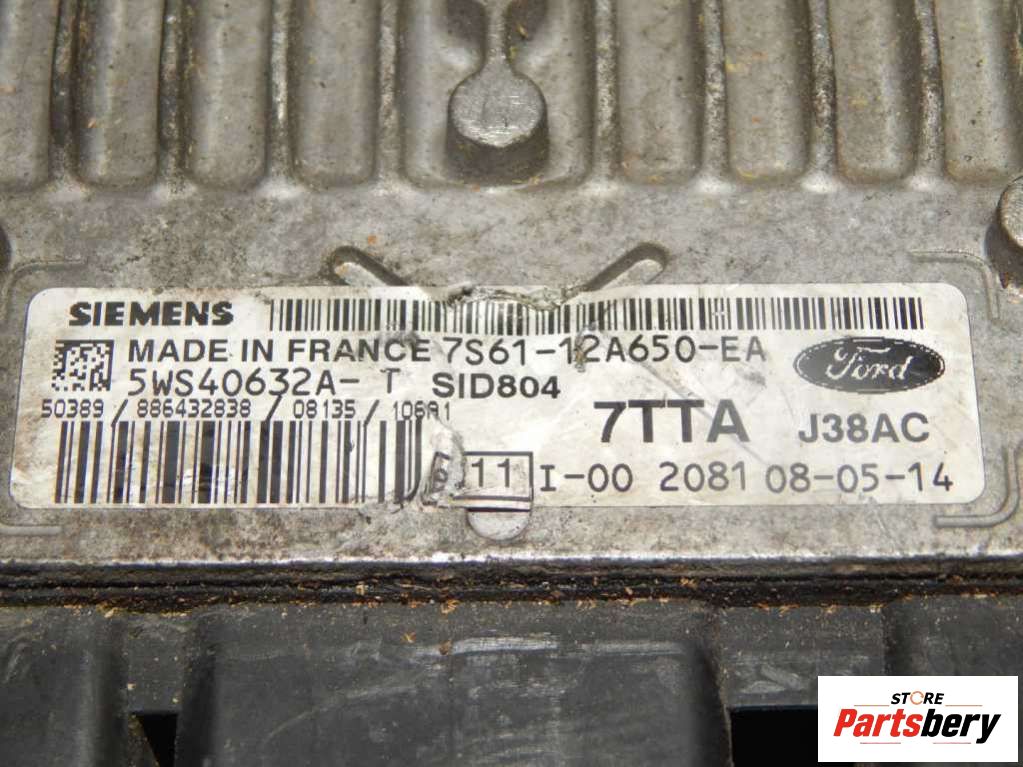 SIEMENS
MADE IN FRANCE 7S61-12A650-EA
5WS40632A- T SID804
Ford
50389 / 886432838 / 08135 / 106A1
7TTA J38AC
11 I-00 2081 08-05-14
STORE
Partsbery